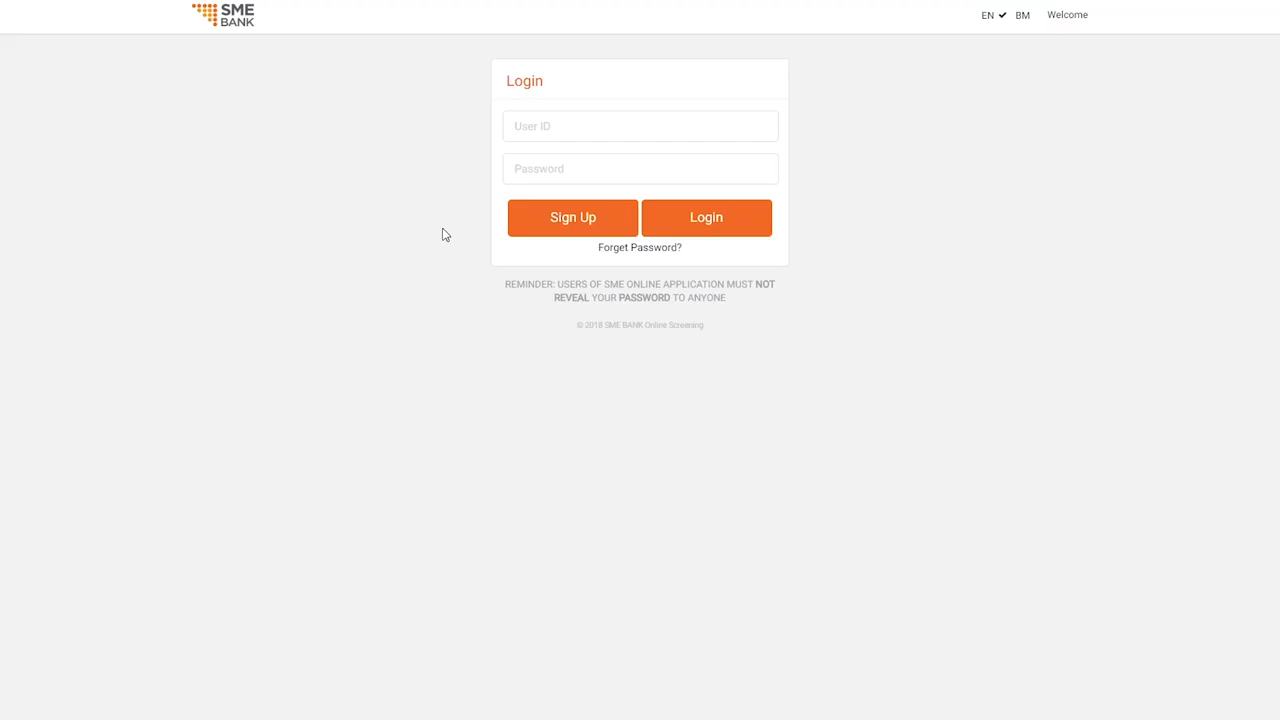 SME
BANK
EN BM Welcome
Login
User ID
Password
Sign Up Login
Forget Password?
REMINDER: USERS OF SME ONLINE APPLICATION MUST NOT
REVEAL YOUR PASSWORD TO ANYONE
© 2018 SME BANK Online Screening